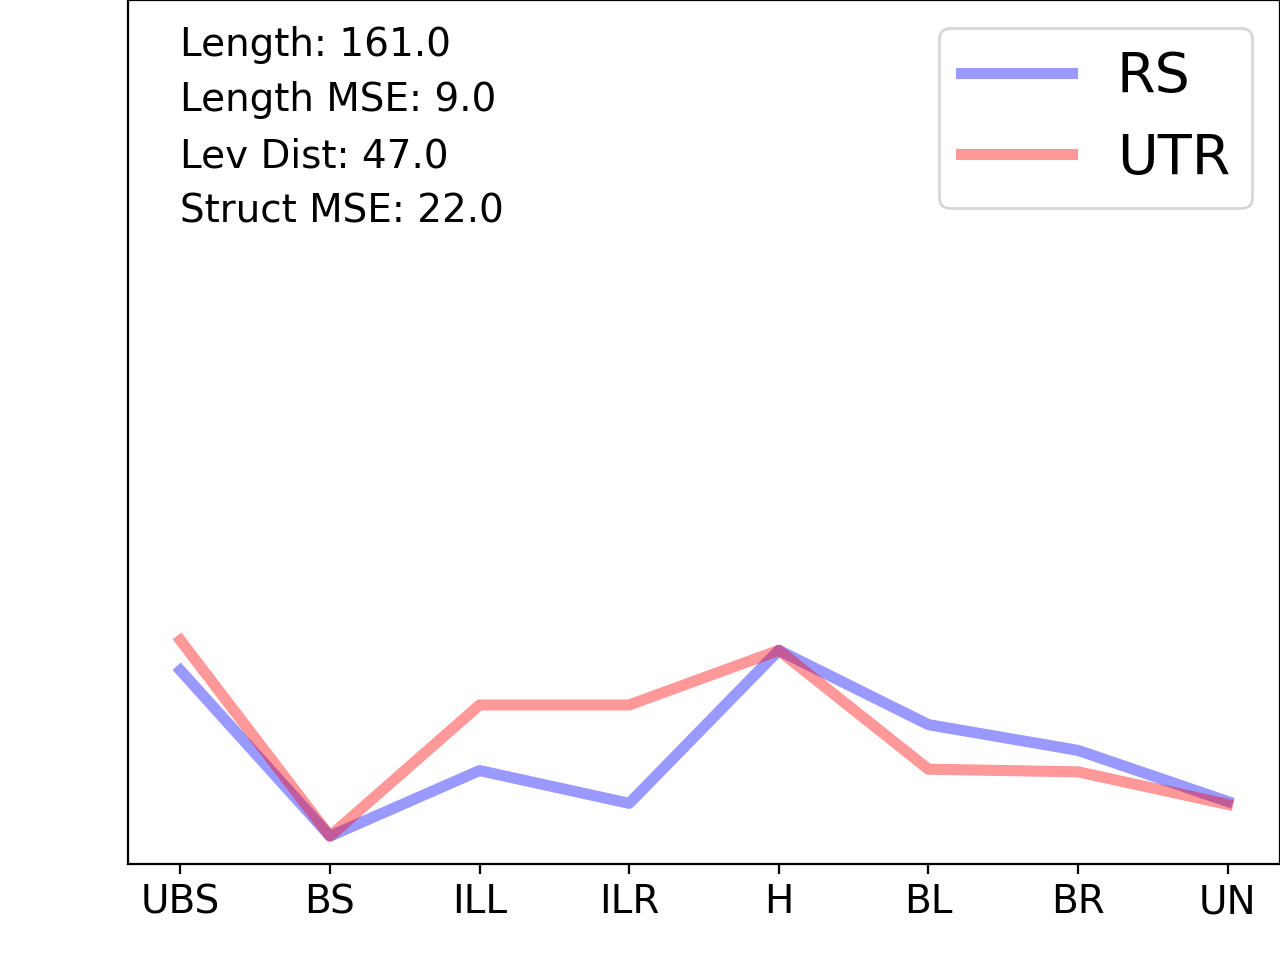 Length: 161.0
Length MSE: 9.0
Lev Dist: 47.0
Struct MSE: 22.0
RS
UTR
UBS BS ILL ILR H BL BR UN